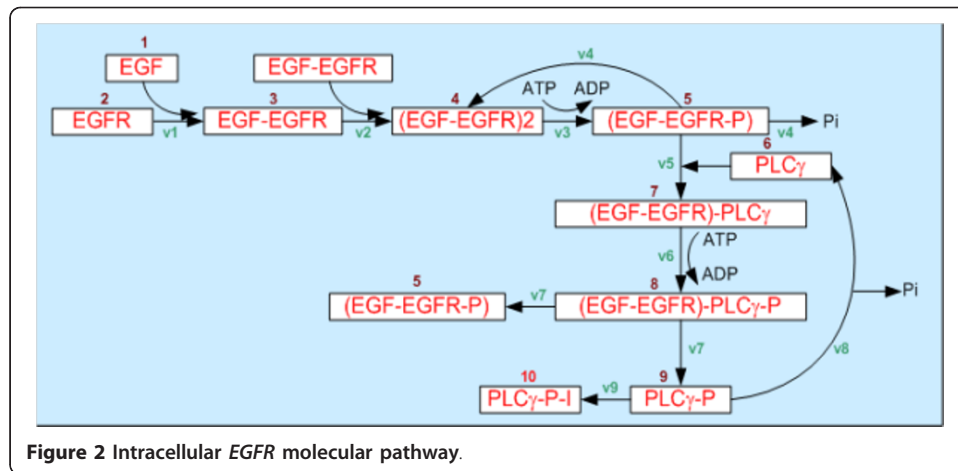 1
EGF
EGF-EGFR
v4
2
EGFR
v1
3
EGF-EGFR
v2
4
(EGF-EGFR)2
ATP
ADP
v3
5
(EGF-EGFR-P)
v4
Pi
6
PLCγ
v5
7
(EGF-EGFR)-PLCγ
ATP
v6
ADP
5
(EGF-EGFR-P)
v7
8
(EGF-EGFR)-PLCγ-P
Pi
v7
v8
10
PLCγ-P-I
v9
9
PLCγ-P
Figure 2 Intracellular EGFR molecular pathway.